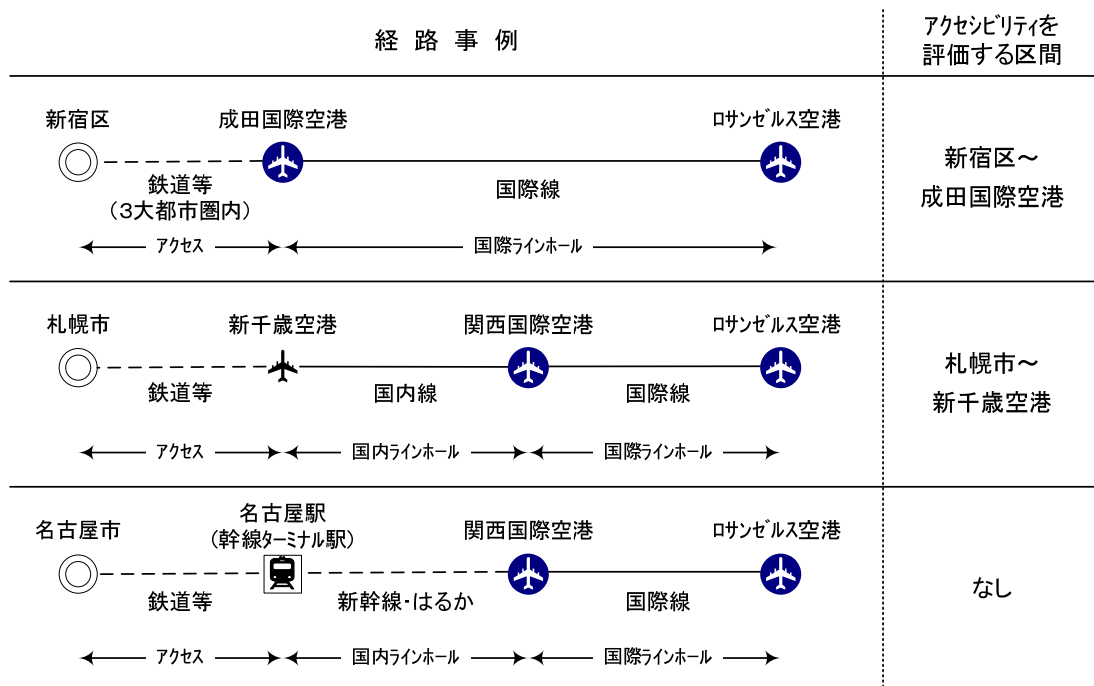 経路事例
アクセシビリティを
評価する区間
新宿区
成田国際空港
ロサンゼルス空港
鉄道等
(3大都市圏内)
国際線
アクセス
国際ラインホール
新宿区～
成田国際空港
札幌市
新千歳空港
関西国際空港
ロサンゼルス空港
鉄道等
国内線
国際線
アクセス
国内ラインホール
国際ラインホール
札幌市～
新千歳空港
名古屋市
名古屋駅
(幹線ターミナル駅)
関西国際空港
ロサンゼルス空港
鉄道等
新幹線・はるか
国際線
アクセス
国内ラインホール
国際ラインホール
なし